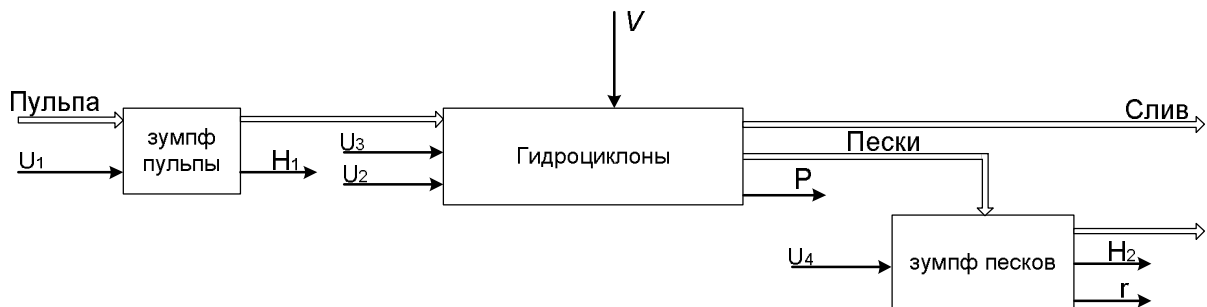 V
Пульпа
Слив
зумпф
пульпы
U1
H1
U3
U2
Гидроциклоны
Пески
P
U4
зумпф песков
H2
r